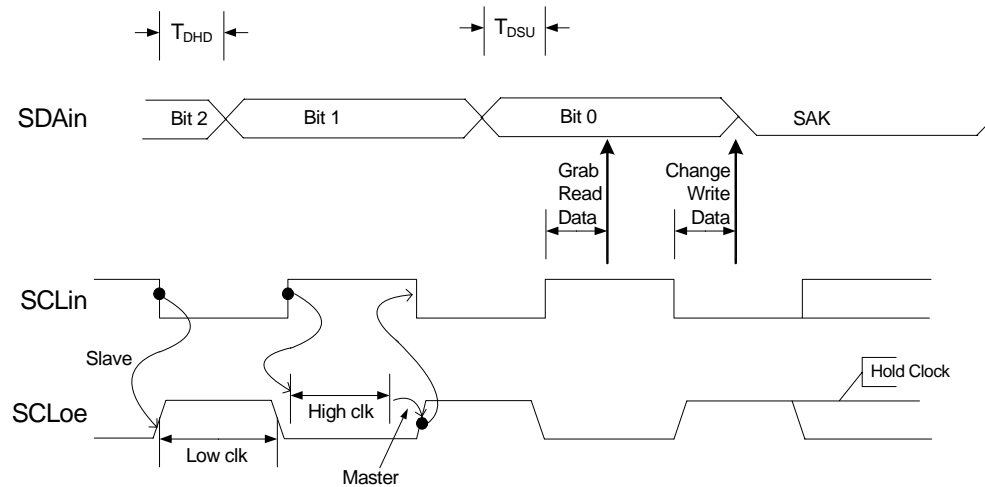 TDHD
TDSU
SDAin
Bit 2
Bit 1
Bit 0
SAK
Grab
Read
Data
Change
Write
Data
SCLin
Slave
Hold Clock
High clk
SCLoe
Low clk
Master